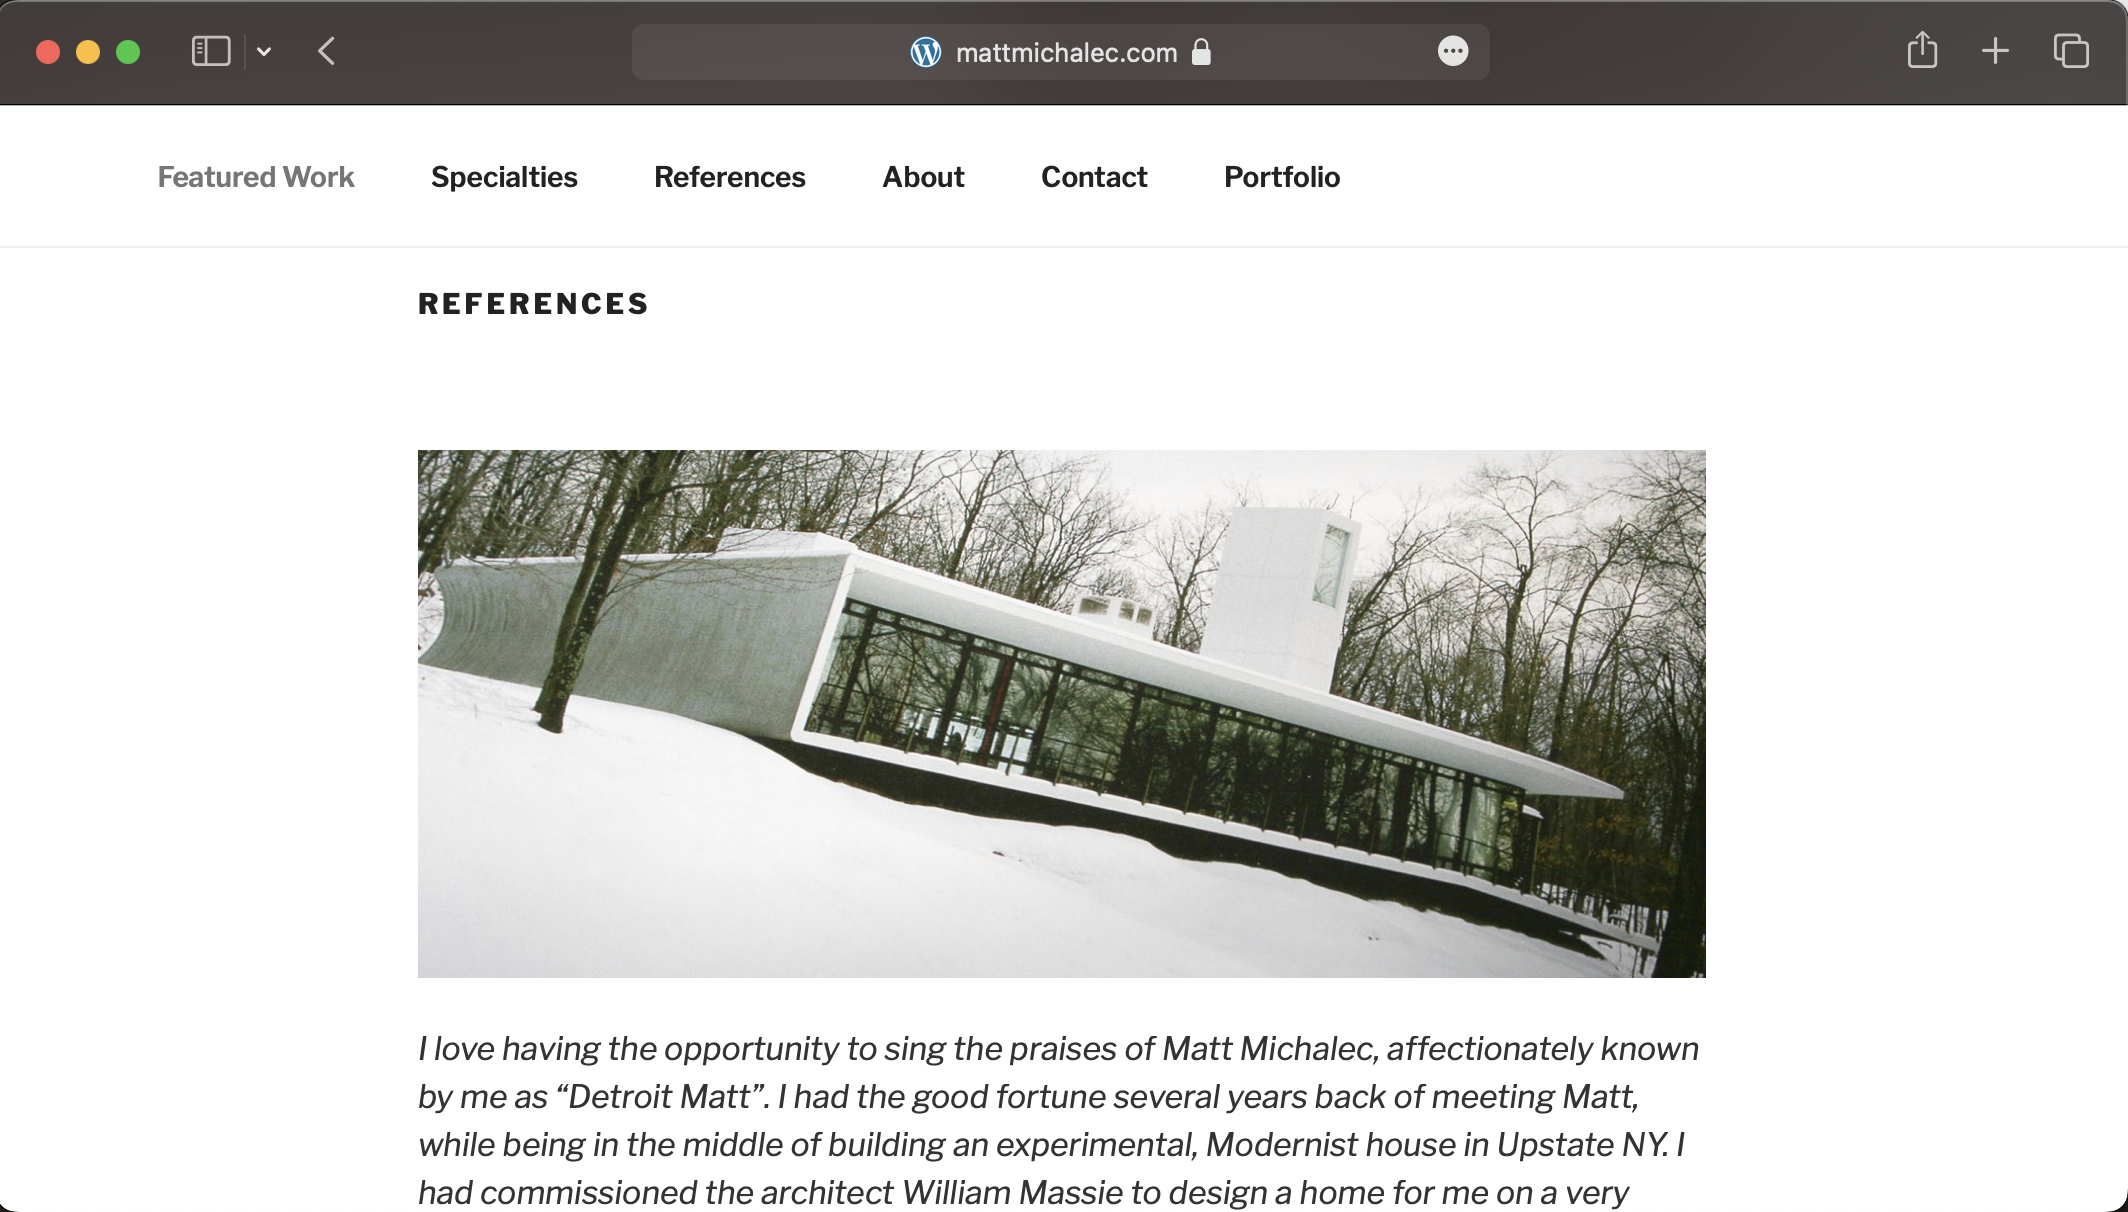 mattmichalec.com
Featured Work Specialties References About Contact Portfolio
REFERENCES
I love having the opportunity to sing the praises of Matt Michalec, affectionately known
by me as “Detroit Matt”. I had the good fortune several years back of meeting Matt,
while being in the middle of building an experimental, Modernist house in Upstate NY. I
had commissioned the architect William Massie to design a home for me on a very